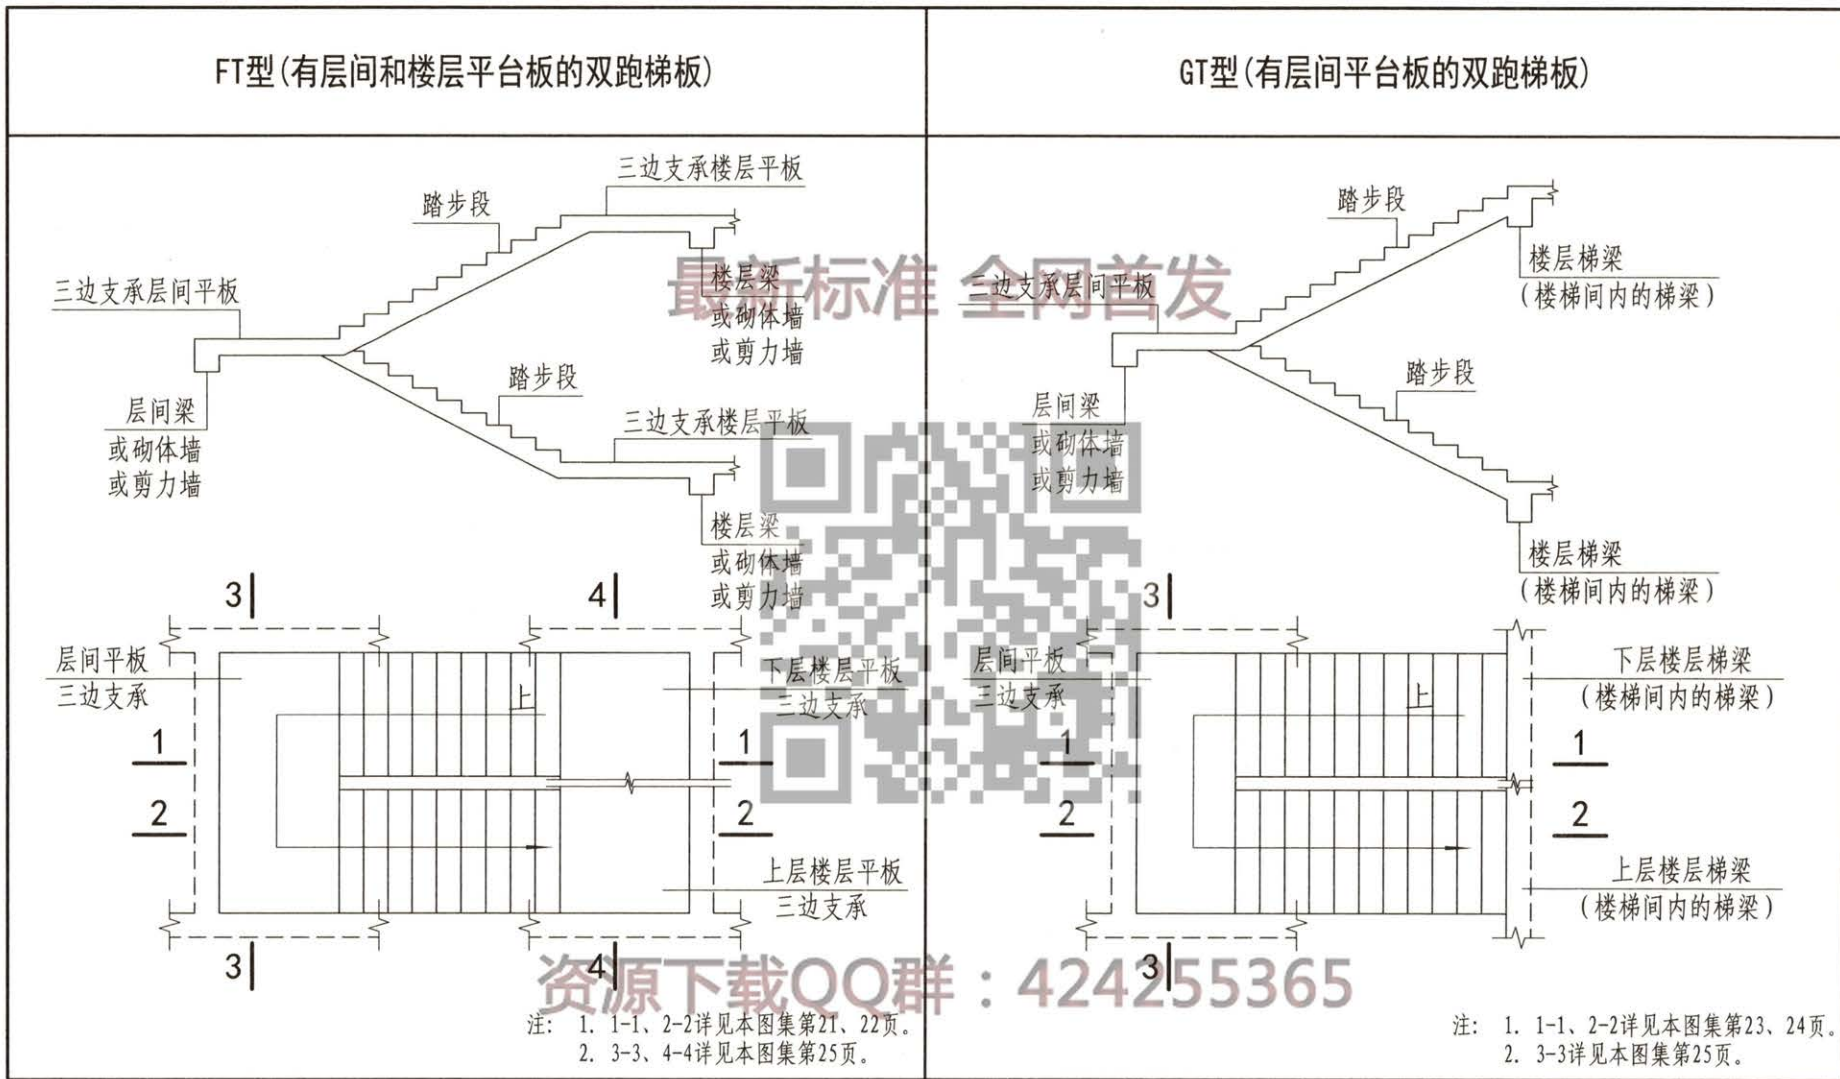 FT型(有层间和楼层平台板的双跑梯板)
GT型(有层间平台板的双跑梯板)
三边支承楼层平板
踏步段
三边支承层间平板
楼层梁
或砌体墙
或剪力墙
层间梁
或砌体墙
或剪力墙
踏步段
三边支承楼层平板
楼层梁
或砌体墙
或剪力墙
3
4
层间平板
三边支承
上
下层楼层平板
三边支承
1
1
2
2
上层楼层平板
三边支承
3
4
注: 1. 1-1、2-2详见本图集第21、22页。
2. 3-3、4-4详见本图集第25页。
踏步段
三边支承层间平板
楼层梯梁
(楼梯间内的梯梁)
层间梁
或砌体墙
或剪力墙
踏步段
楼层梯梁
(楼梯间内的梯梁)
3
层间平板
三边支承
上
下层楼层梯梁
(楼梯间内的梯梁)
1
1
2
2
上层楼层梯梁
(楼梯间内的梯梁)
3
注: 1. 1-1、2-2详见本图集第23、24页。
2. 3-3详见本图集第25页。
最新标准 全网首发
资源下载QQ群:424255365